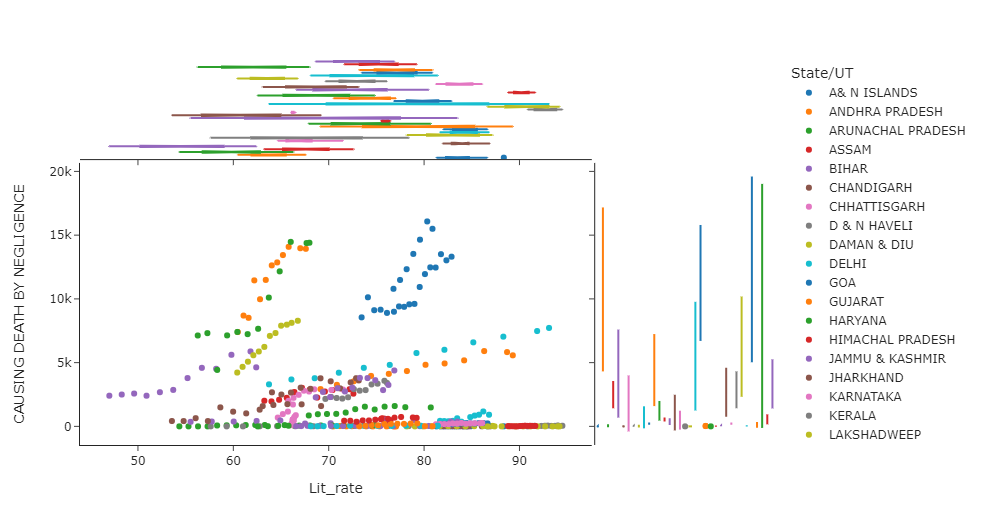 State/UT
A& N ISLANDS
ANDHRA PRADESH
ARUNACHAL PRADESH
ASSAM
BIHAR
CHANDIGARH
CHHATTISGARH
D & N HAVELI
DAMAN & DIU
DELHI
GOA
GUJARAT
HARYANA
HIMACHAL PRADESH
JAMMU & KASHMIR
JHARKHAND
KARNATAKA
KERALA
LAKSHADWEEP
CAUSING DEATH BY NEGLIGENCE
20k
15k
10k
5k
0
50 60 70 80 90
Lit_rate